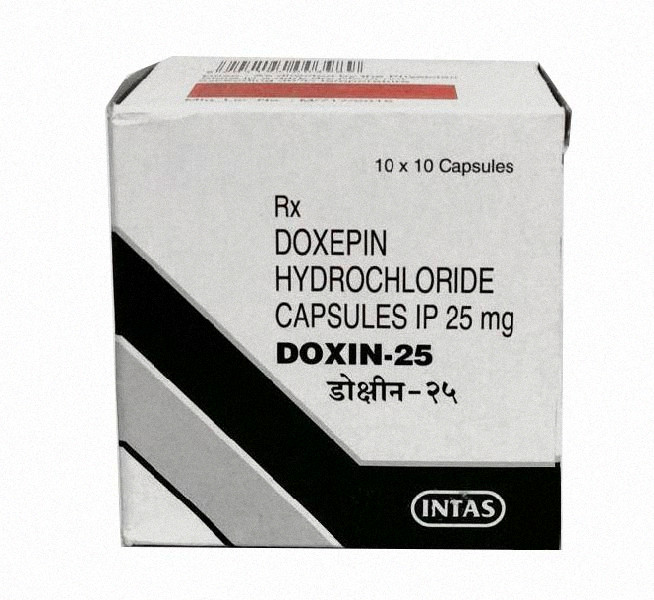 10 x 10 Capsules
Rx
DOXEPIN
HYDROCHLORIDE
CAPSULES IP 25 mg
DOXIN-25
डोक्षीन-२५
INTAS